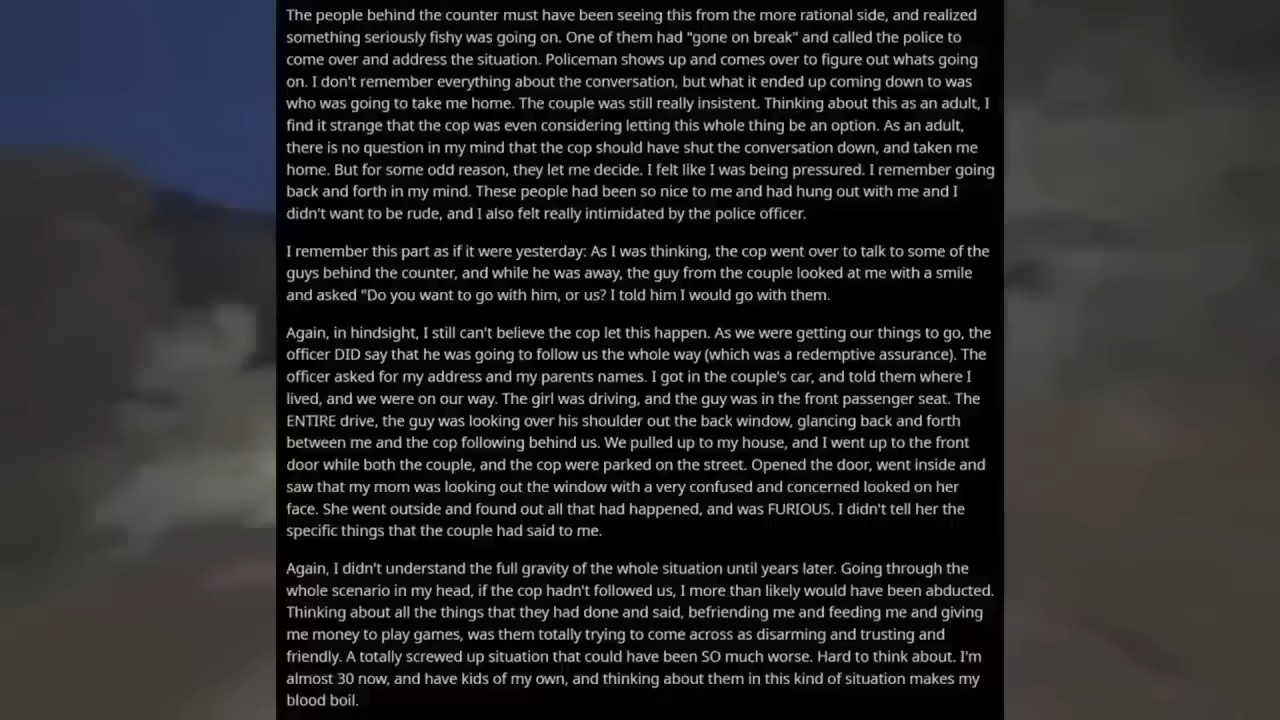 The people behind the counter must have been seeing this from the more rational side, and realized
something seriously fishy was going on. One of them had "gone on break" and called the police to
come over and address the situation. Policeman shows up and comes over to figure out whats going
on. I don't remember everything about the conversation, but what it ended up coming down to was
who was going to take me home. The couple was still really insistent. Thinking about this as an adult, I
find it strange that the cop was even considering letting this whole thing be an option. As an adult,
there is no question in my mind that the cop should have shut the conversation down, and taken me
home. But for some odd reason, they let me decide. I felt like I was being pressured. I remember going
back and forth in my mind. These people had been so nice to me and had hung out with me and I
didn't want to be rude, and I also felt really intimidated by the police officer.
I remember this part as if it were yesterday: As I was thinking, the cop went over to talk to some of the
guys behind the counter, and while he was away, the guy from the couple looked at me with a smile
and asked "Do you want to go with him, or us? I told him I would go with them.
Again, in hindsight, I still can't believe the cop let this happen. As we were getting our things to go, the
officer DID say that he was going to follow us the whole way (which was a redemptive assurance). The
officer asked for my address and my parents names. I got in the couple's car, and told them where I
lived, and we were on our way. The girl was driving, and the guy was in the front passenger seat. The
ENTIRE drive, the guy was looking over his shoulder out the back window, glancing back and forth
between me and the cop following behind us. We pulled up to my house, and I went up to the front
door while both the couple, and the cop were parked on the street. Opened the door, went inside and
saw that my mom was looking out the window with a very confused and concerned looked on her
face. She went outside and found out all that had happened, and was FURIOUS. I didn't tell her the
specific things that the couple had said to me.
Again, I didn't understand the full gravity of the whole situation until years later. Going through the
whole scenario in my head, if the cop hadn't followed us, I more than likely would have been abducted.
Thinking about all the things that they had done and said, befriending me and feeding me and giving
me money to play games, was them totally trying to come across as disarming and trusting and
friendly. A totally screwed up situation that could have been SO much worse. Hard to think about. I'm
almost 30 now, and have kids of my own, and thinking about them in this kind of situation makes my
blood boil.